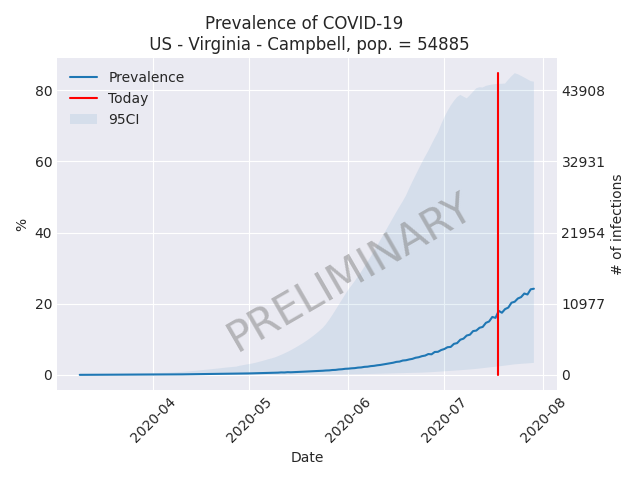 Prevalence of COVID-19
US - Virginia - Campbell, pop. = 54885
Prevalence
Today
95CI
PRELIMINARY
%
80
60
40
20
0
43908
32931
21954
10977
0
# of infections
2020-04
2020-05
2020-06
2020-07
2020-08
Date